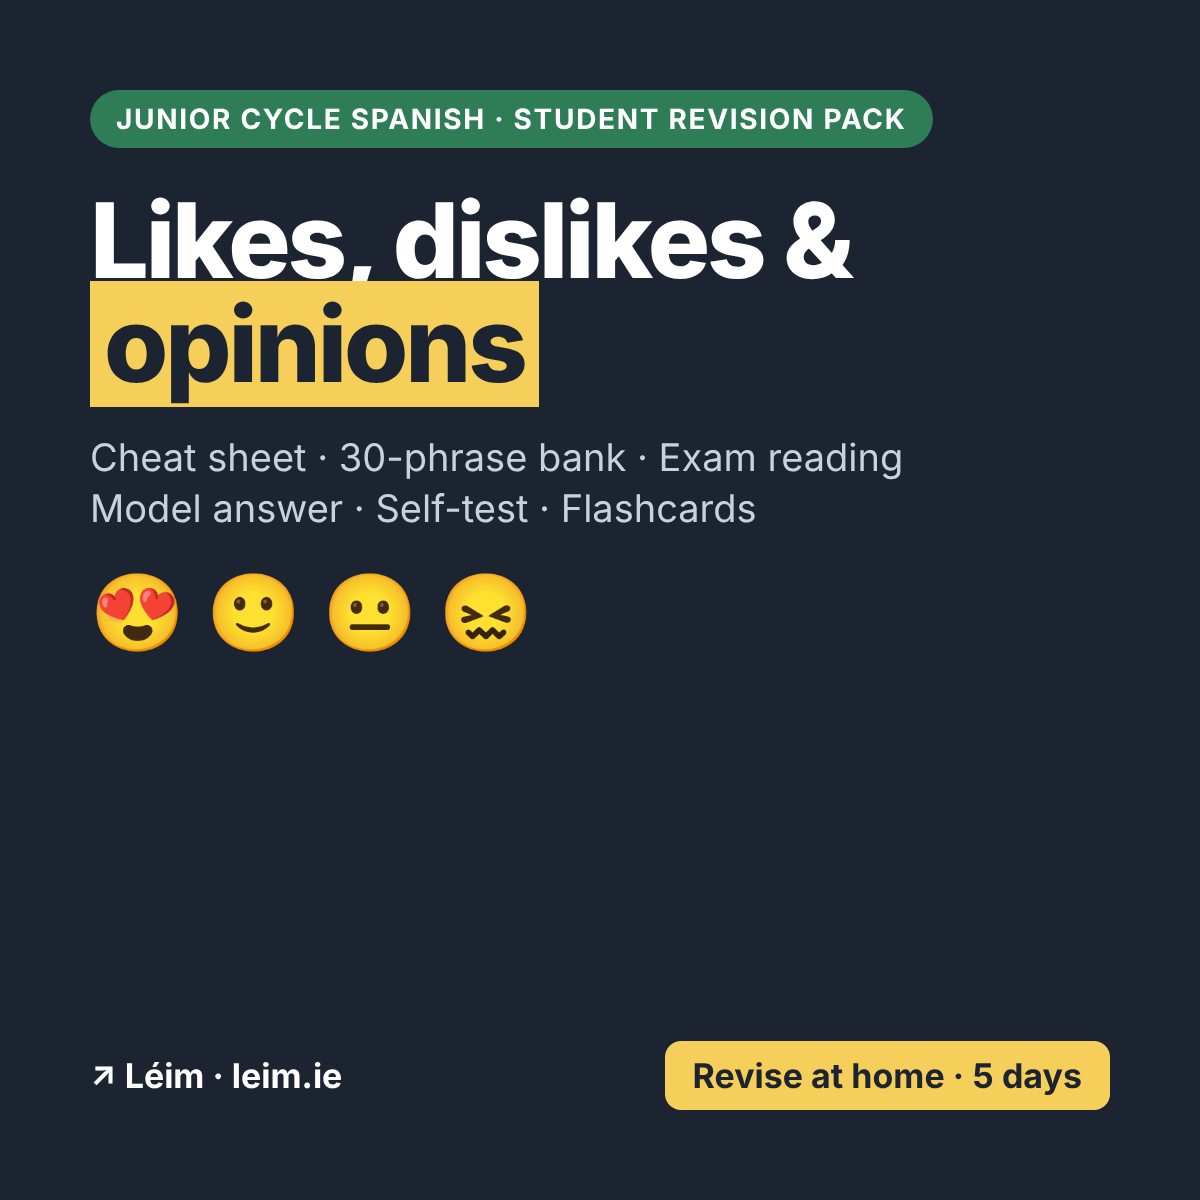 JUNIOR CYCLE SPANISH · STUDENT REVISION PACK
Likes, dislikes &
opinions
Cheat sheet · 30-phrase bank · Exam reading
Model answer · Self-test · Flashcards
↗ Léim · leim.ie
Revise at home · 5 days